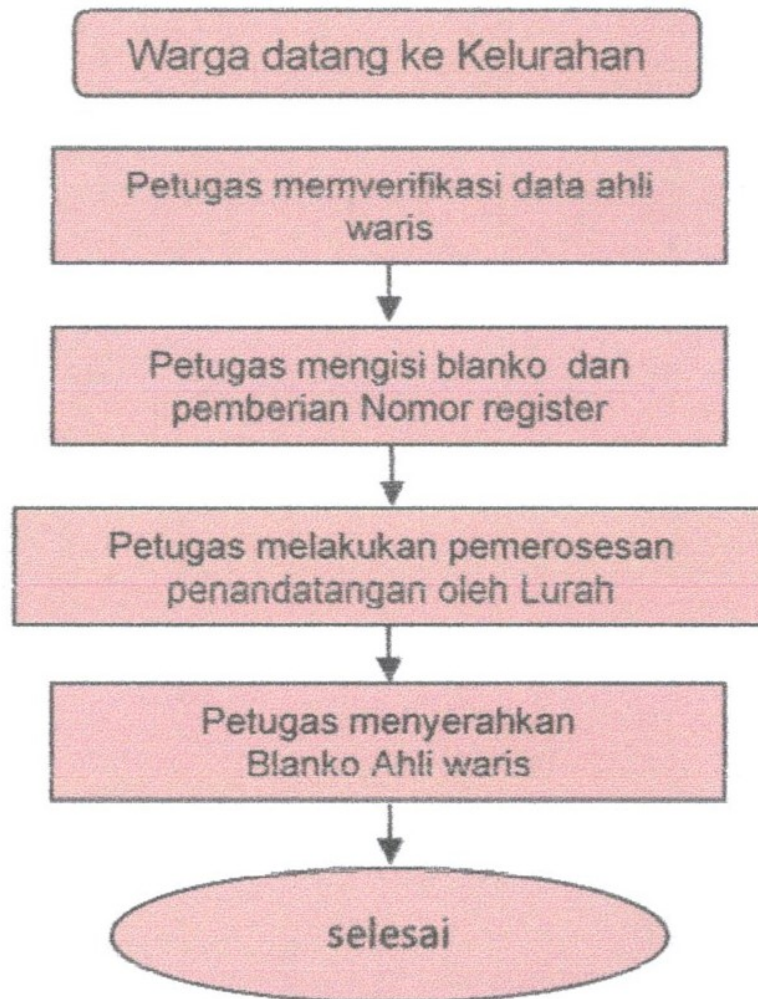 Warga datang ke Kelurahan
Petugas memverifikasi data ahli
waris
Petugas mengisi blanko dan
pemberian Nomor register
Petugas melakukan pemerosesan
penandatangan oleh Lurah
Petugas menyerahkan
Blanko Ahli waris
selesai